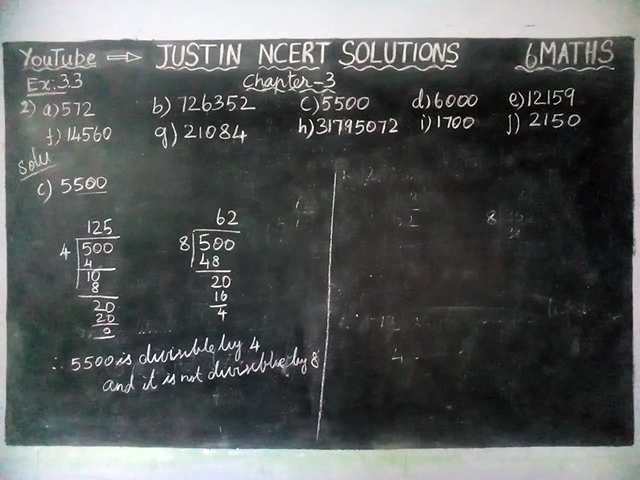 YouTube ⇒ JUSTIN NCERT SOLUTIONS 6MATHS
Ex:3.3 Chapter-3
2) a) 572 b) 726352 c) 5500 d) 6000 e) 12159
f) 14560 g) 21084 h) 31795072 i) 1700 j) 2150
Solu
c) 5500
125
4 500
4
10
8
20
20
0
62
8 500
48
20
16
4
∴ 5500 is divisible by 4
and it is not divisible by 8